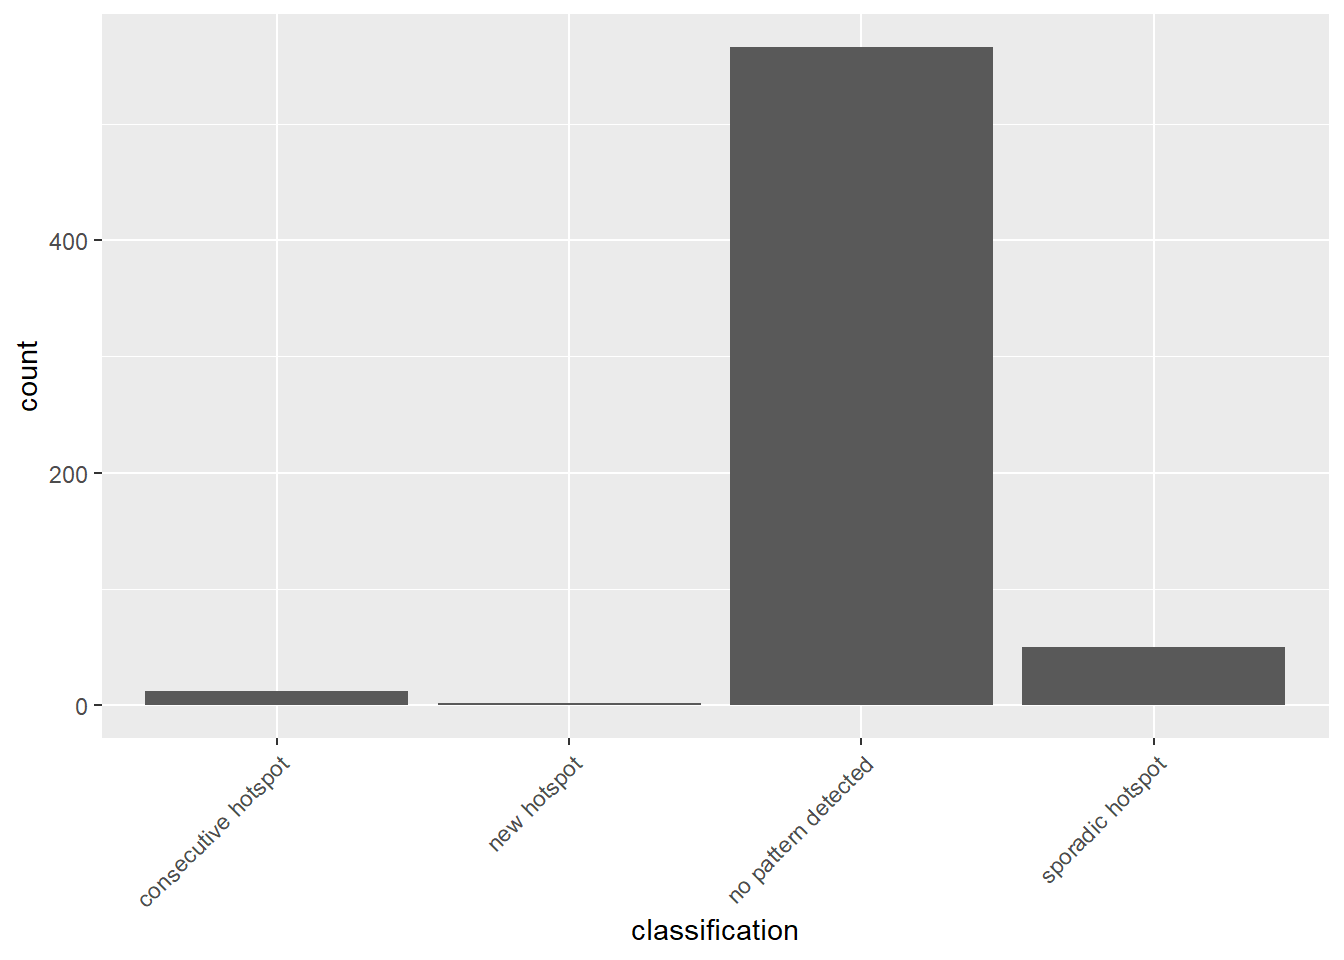 count
400
200
0
consecutive hotspot
new hotspot
no pattern detected
sporadic hotspot
classification